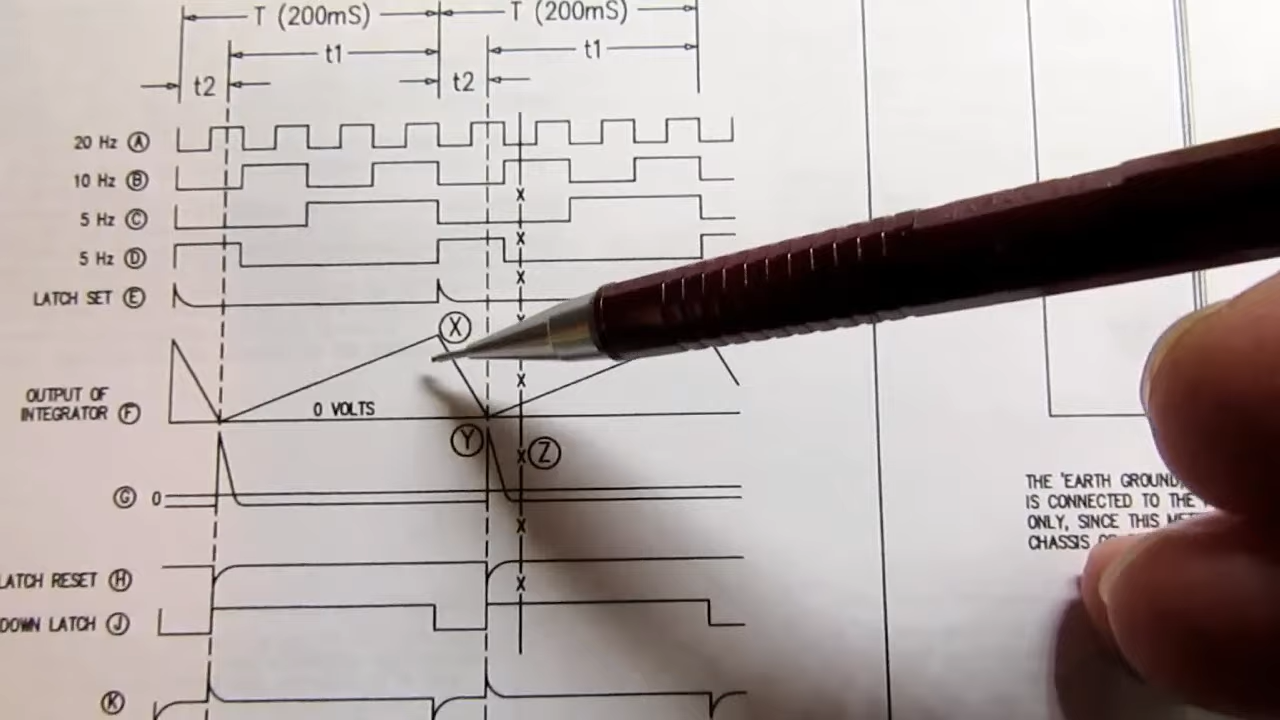 T (200mS) T (200mS)
t1 t1
t2 t2
20 Hz A
10 Hz B
x
5 Hz C
x
5 Hz D
x
LATCH SET E
X
x
OUTPUT OF
INTEGRATOR F
0 VOLTS
Y x Z
G 0
x
LATCH RESET H
x
DOWN LATCH J
K
THE 'EARTH GROUND
IS CONNECTED TO THE
ONLY, SINCE THIS
CHASSIS